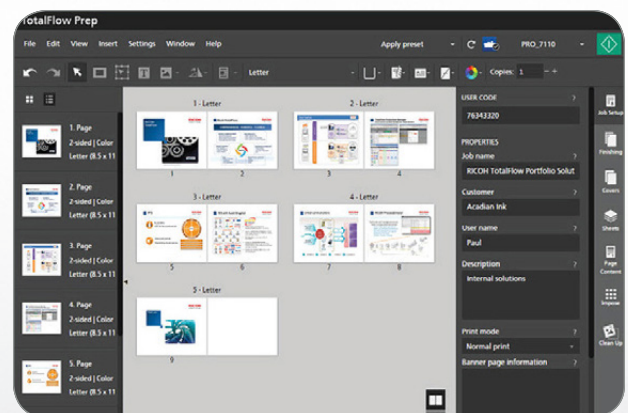 TotalFlow Prep
File Edit View Insert Settings Window Help Apply preset PRO_7110
Letter Copies: 1 - +
1. Page
2-sided | Color
Letter (8.5 x 11
2. Page
2-sided | Color
Letter (8.5 x 11
3. Page
2-sided | Color
Letter (8.5 x 11
4. Page
2-sided | Color
Letter (8.5 x 11
5. Page
2-sided | Color
Letter (8.5 x 11
1 - Letter
2 - Letter
1
2
3
4
3 - Letter
4 - Letter
5
6
7
8
5 - Letter
9
USER CODE ?
76343320
PROPERTIES
Job name ?
RICOH TotalFlow Portfolio Solut
Customer ?
Acadian Ink
User name ?
Paul
Description ?
Internal solutions
Print mode ?
Normal print
Banner page information ?
Job Setup
Finishing
Covers
Sheets
Page
Content
Impose
Clean Up